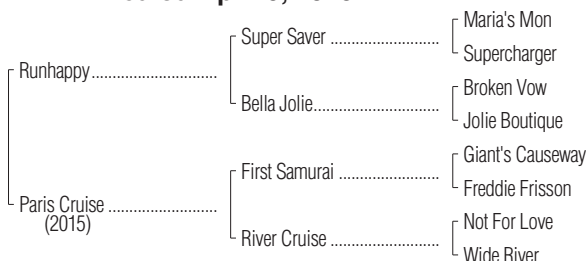 Maria's Mon
Super Saver
Supercharger
Runhappy
Broken Vow
Bella Jolie
Jolie Boutique
Giant's Causeway
First Samurai
Freddie Frisson
Paris Cruise
(2015)
Not For Love
River Cruise
Wide River